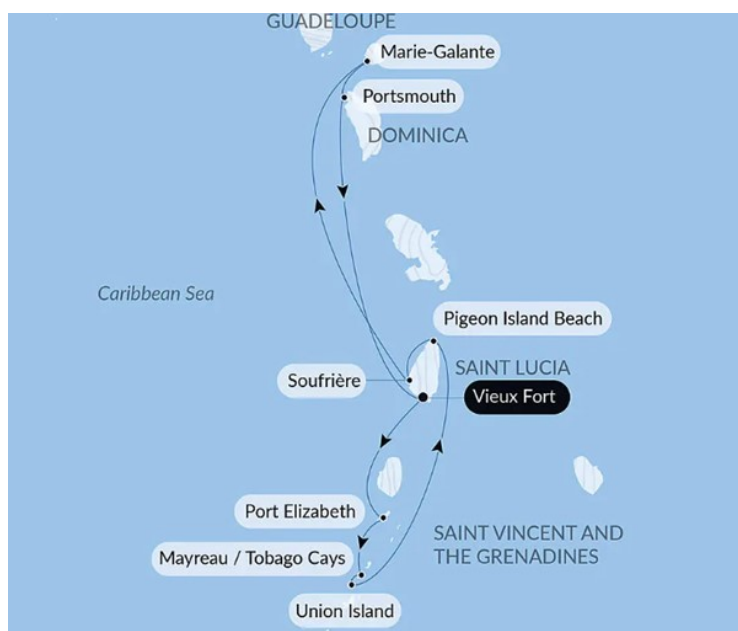 GUADELOUPE
Marie-Galante
Portsmouth
DOMINICA
Caribbean Sea
Pigeon Island Beach
SAINT LUCIA
Soufrière
Vieux Fort
Port Elizabeth
SAINT VINCENT AND
THE GRENADINES
Mayreau / Tobago Cays
Union Island